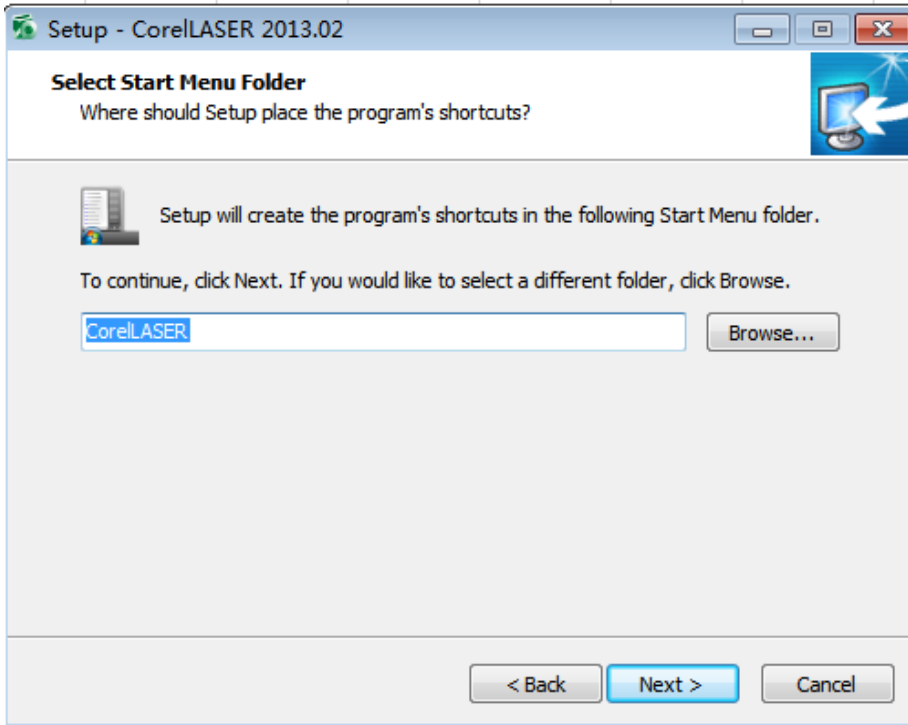 Setup - CorelLASER 2013.02
Select Start Menu Folder
Where should Setup place the program's shortcuts?
Setup will create the program's shortcuts in the following Start Menu folder.
To continue, click Next. If you would like to select a different folder, click Browse.
CorelLASER
Browse...
< Back
Next >
Cancel